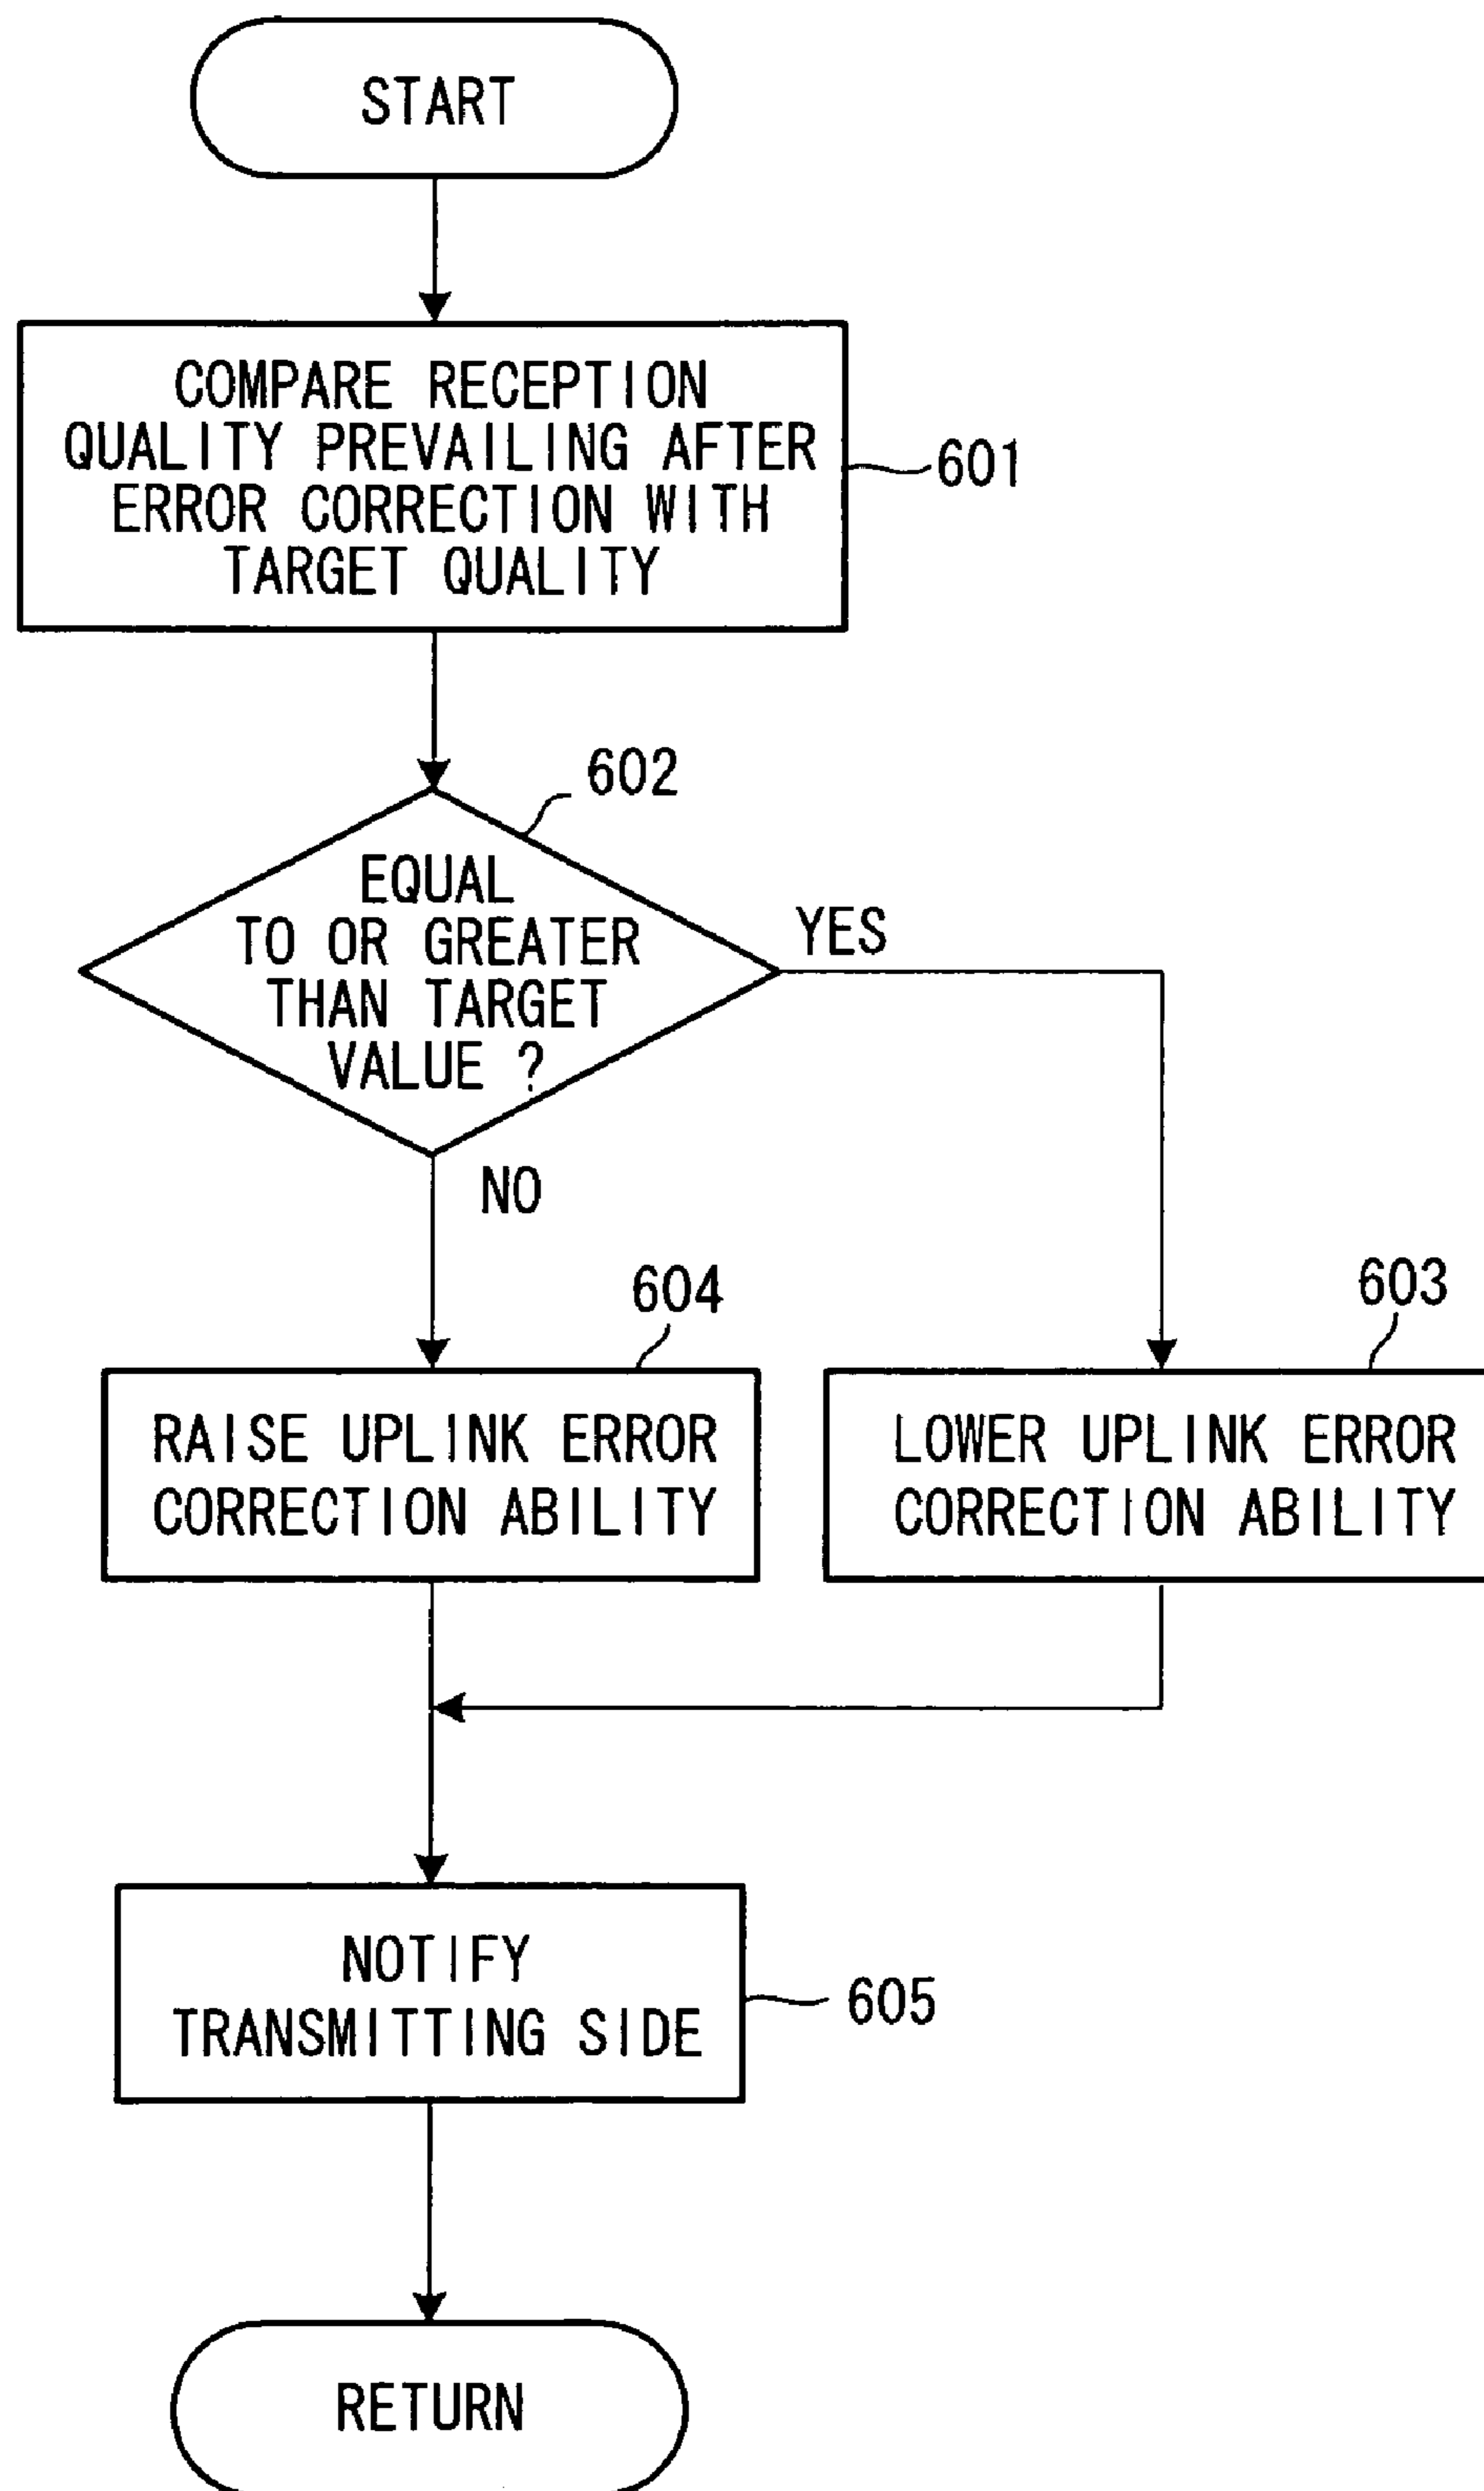 START
COMPARE RECEPTION
QUALITY PREVAILING AFTER
ERROR CORRECTION WITH
TARGET QUALITY
601
602
EQUAL
TO OR GREATER
THAN TARGET
VALUE ?
YES
NO
604
603
RAISE UPLINK ERROR
CORRECTION ABILITY
LOWER UPLINK ERROR
CORRECTION ABILITY
NOTIFY
TRANSMITTING SIDE
605
RETURN